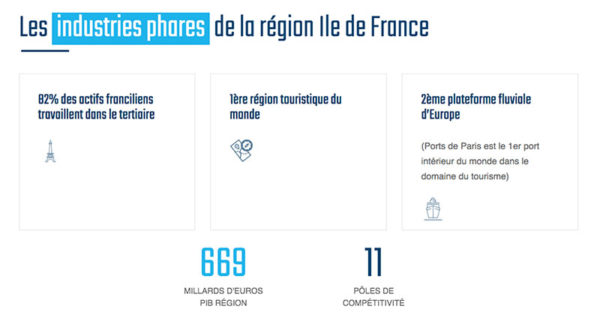 Les industries phares de la région Ile de France
82% des actifs franciliens
travaillent dans le tertiaire
1ère région touristique du
monde
2ème plateforme fluviale
d'Europe
(Ports de Paris est le 1er port
intérieur du monde dans le
domaine du tourisme)
669
MILLARDS D'EUROS
PIB RÉGION
11
PÔLES DE
COMPÉTITIVITÉ